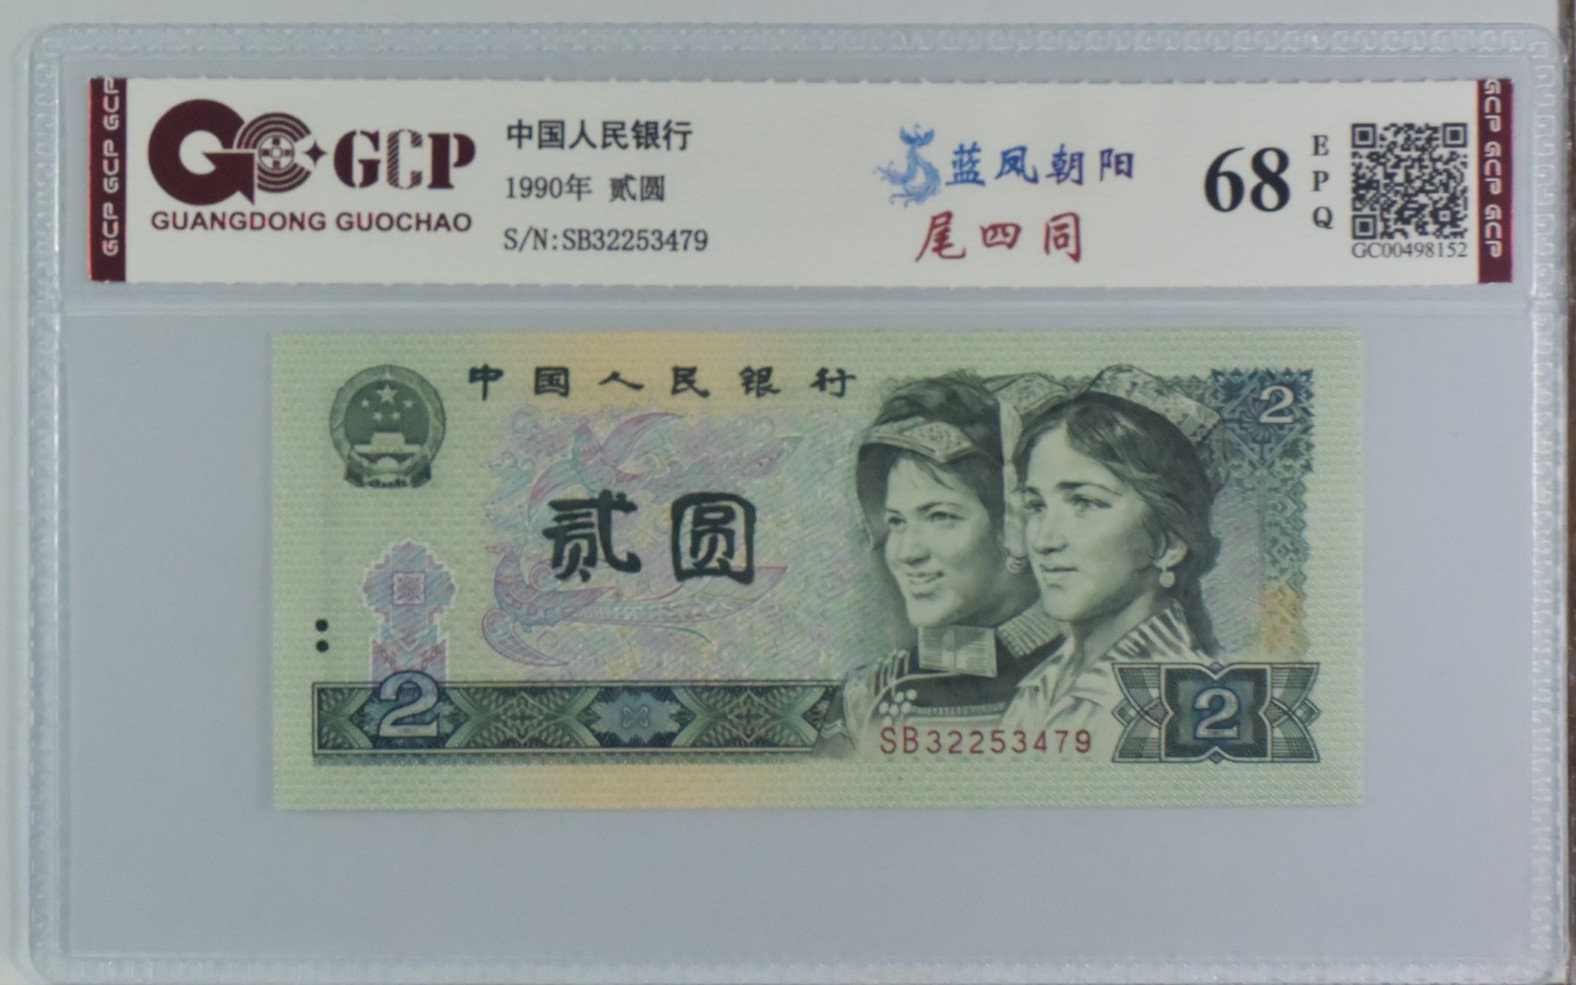 GCP GCP GCP
GCP
GUANGDONG GUOCHAO
中国人民银行
1990年 贰圆
S/N:SB32253479
蓝凤朝阳
尾四同
68
EPQ
GC00498152
GCP GCP GCP
中国人民银行
2
贰圆
2
SB32253479
2